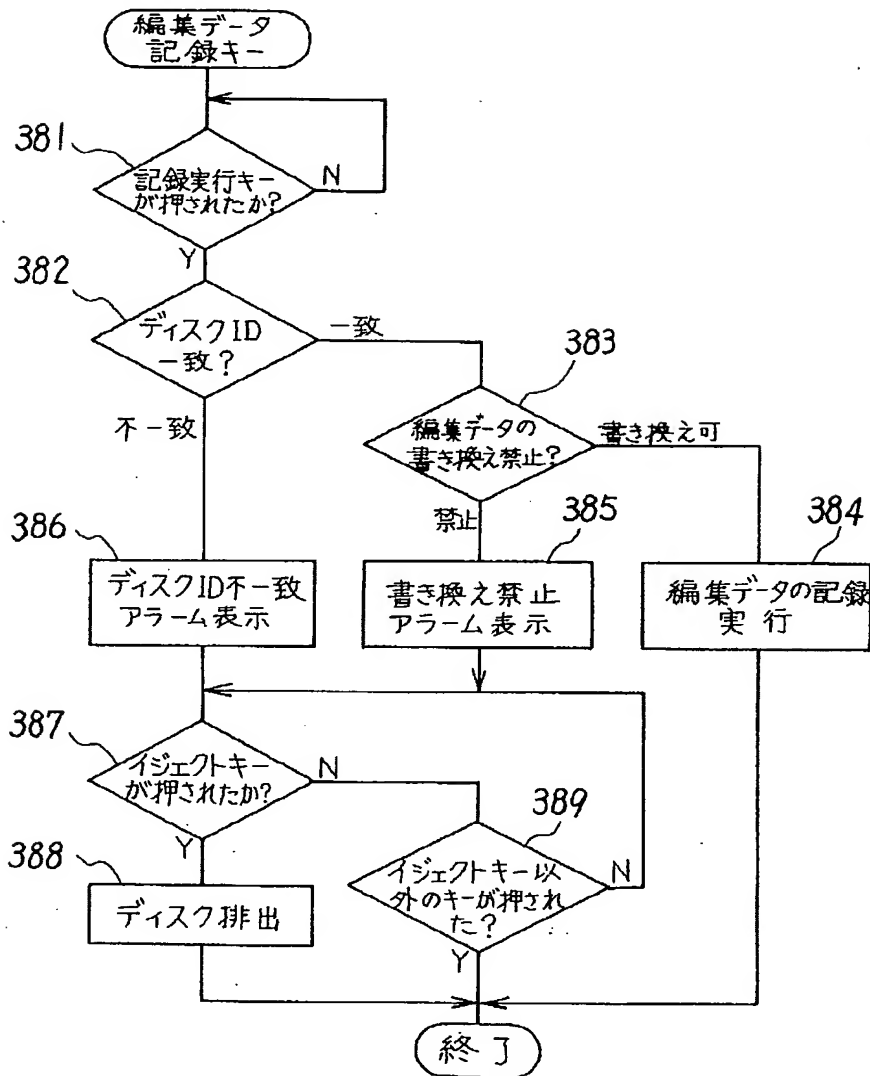 編集データ
記録キー
381
記録実行キー
が押されたか?
N
Y
382
ディスクID
一致?
一致
383
不一致
編集データの
書き換え禁止?
書き換え可
禁止
386
385
384
ディスクID不一致
アラーム表示
書き換え禁止
アラーム表示
編集データの記録
実行
387
イジェクトキー
が押されたか?
N
389
Y
388
イジェクトキー以
外のキーが押され
た?
N
ディスク排出
Y
終了